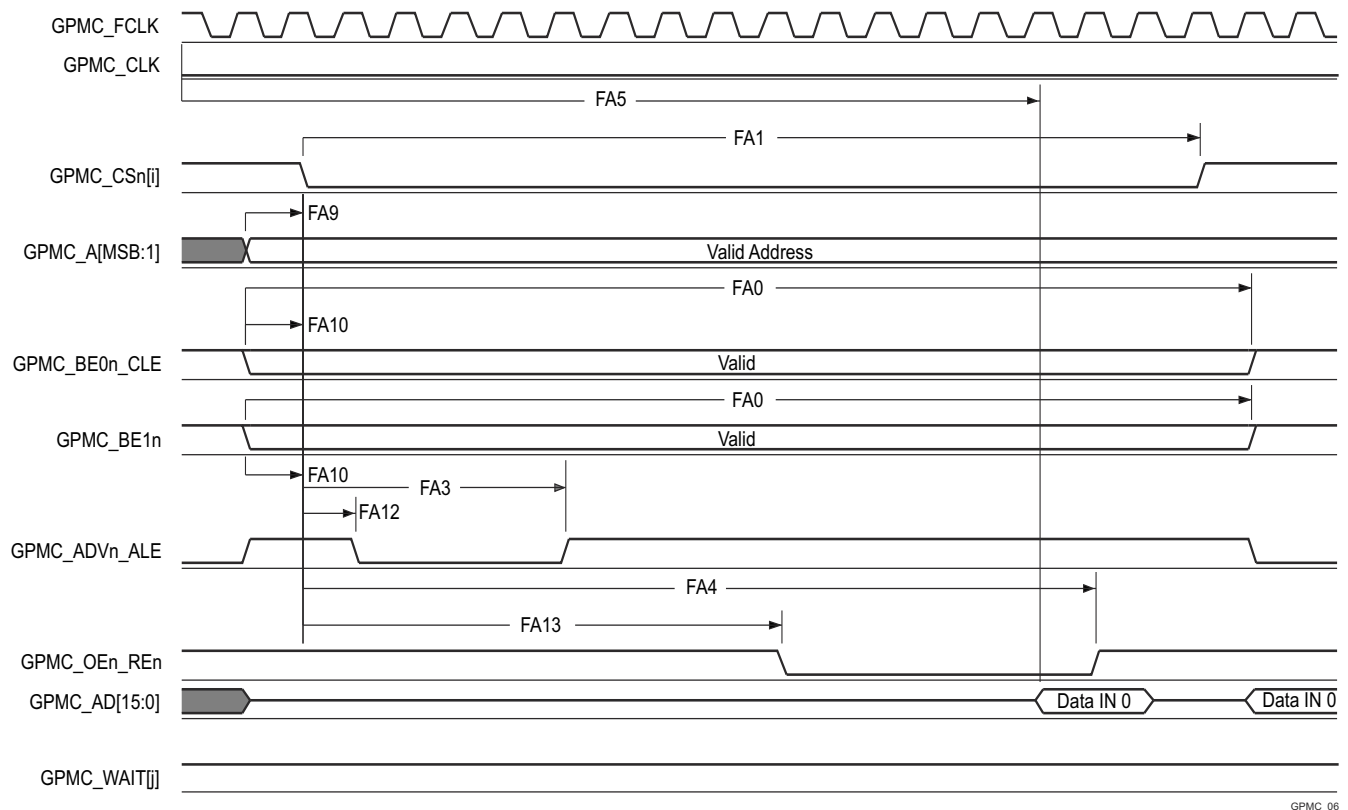 GPMC_FCLK
GPMC_CLK
FA5
FA1
GPMC_CSn[i]
FA9
GPMC_A[MSB:1]
Valid Address
FA0
FA10
GPMC_BE0n_CLE
Valid
FA0
GPMC_BE1n
Valid
FA10
FA3
FA12
GPMC_ADVn_ALE
FA4
FA13
GPMC_OEn_REn
GPMC_AD[15:0]
Data IN 0
Data IN 0
GPMC_WAIT[j]
GPMC_06